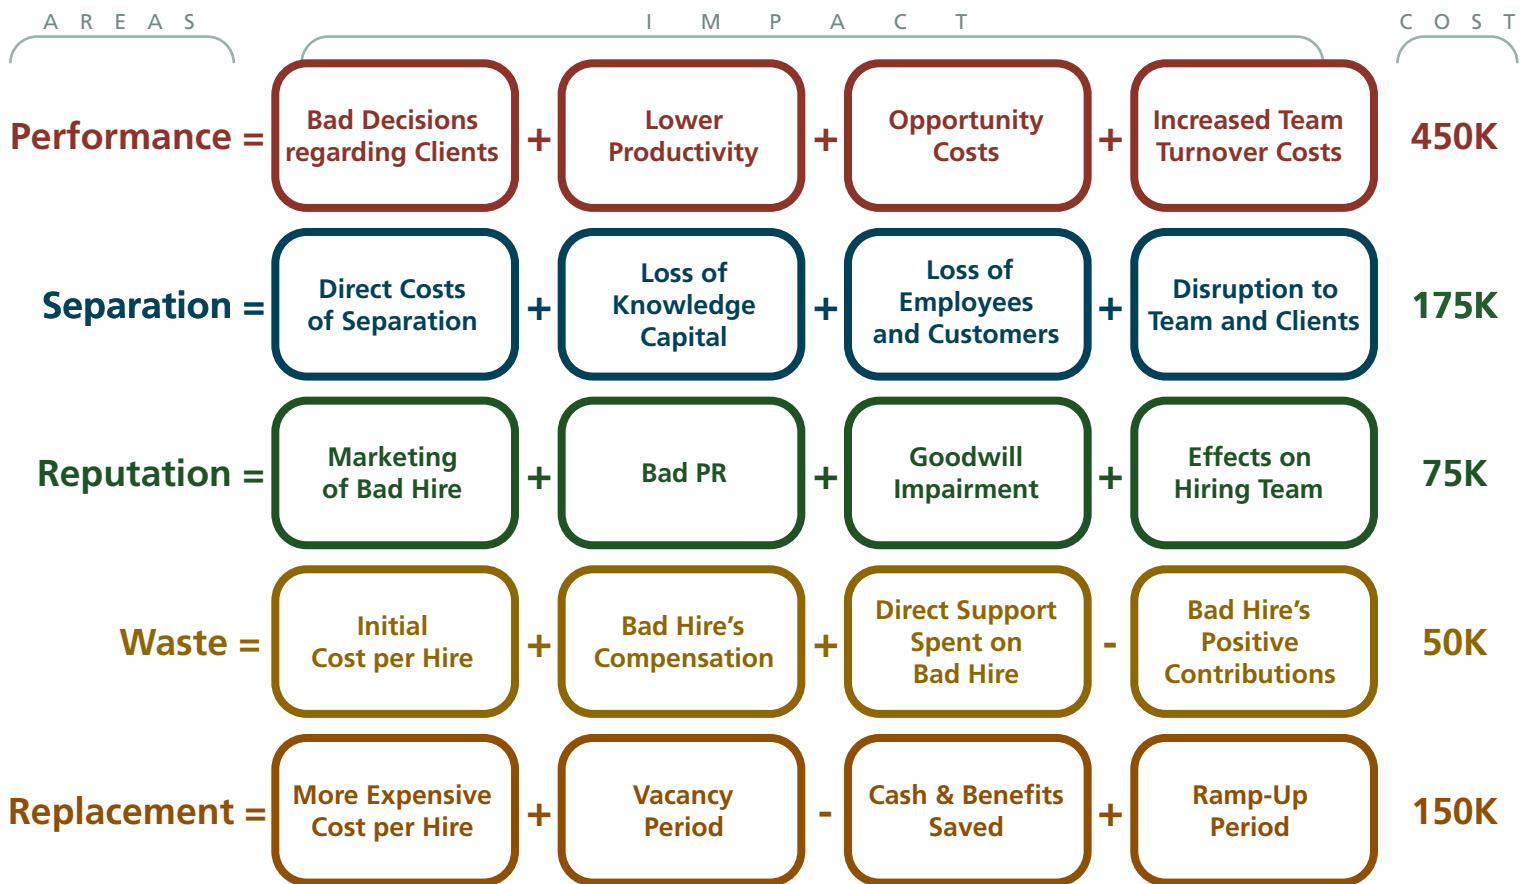 AREAS IMPACT COST
Performance = Bad Decisions regarding Clients + Lower Productivity + Opportunity Costs + Increased Team Turnover Costs 450K
Separation = Direct Costs of Separation + Loss of Knowledge Capital + Loss of Employees and Customers + Disruption to Team and Clients 175K
Reputation = Marketing of Bad Hire + Bad PR + Goodwill Impairment + Effects on Hiring Team 75K
Waste = Initial Cost per Hire + Bad Hire’s Compensation + Direct Support Spent on Bad Hire - Bad Hire’s Positive Contributions 50K
Replacement = More Expensive Cost per Hire + Vacancy Period - Cash & Benefits Saved + Ramp-Up Period 150K